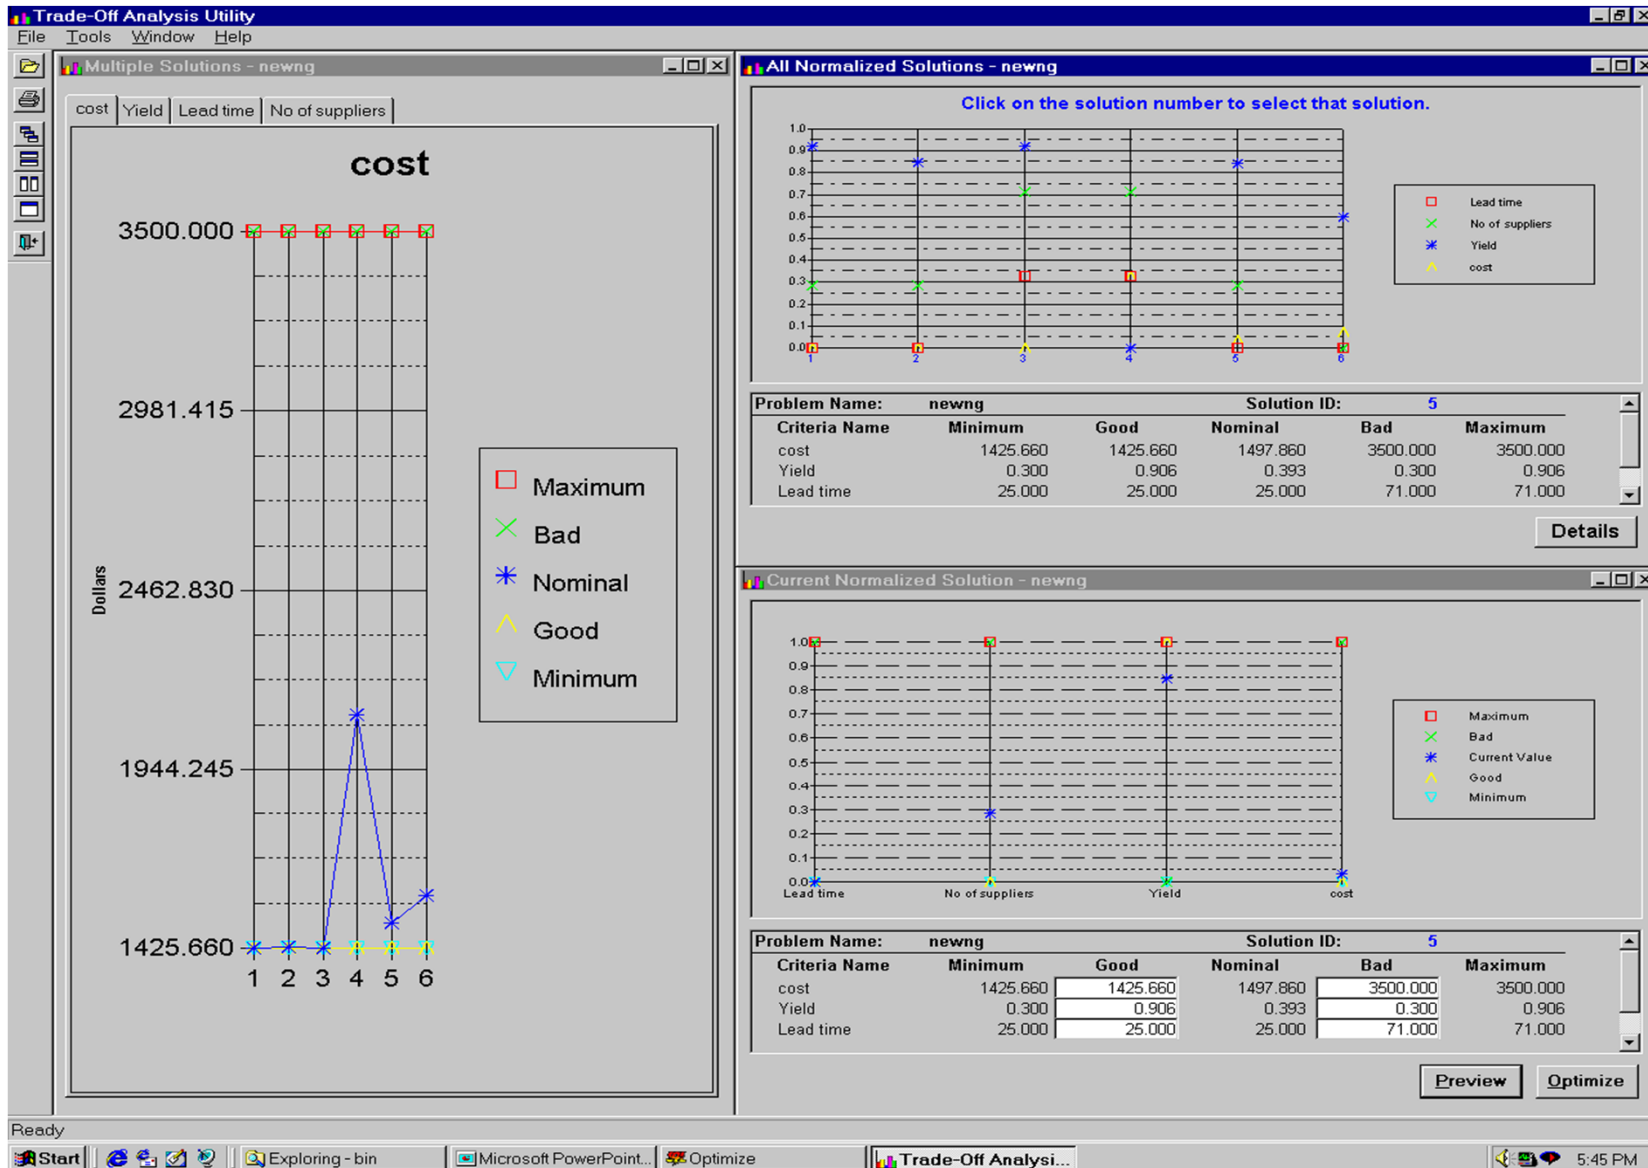 Trade-Off Analysis Utility
File Tools Window Help
Multiple Solutions - newng
cost Yield Lead time No of suppliers
cost
3500.000
2981.415
2462.830
1944.245
1425.660
Dollars
1 2 3 4 5 6
Maximum
Bad
Nominal
Good
Minimum
All Normalized Solutions - newng
Click on the solution number to select that solution.
1.0
0.9
0.8
0.7
0.6
0.5
0.4
0.3
0.2
0.1
0.0
1 2 3 4 5 6
Lead time
No of suppliers
Yield
cost
Problem Name: newng Solution ID: 5
Criteria Name Minimum Good Nominal Bad Maximum
cost 1425.660 1425.660 1497.860 3500.000 3500.000
Yield 0.300 0.906 0.393 0.300 0.906
Lead time 25.000 25.000 25.000 71.000 71.000
Details
Current Normalized Solution - newng
1.0
0.9
0.8
0.7
0.6
0.5
0.4
0.3
0.2
0.1
0.0
Lead time No of suppliers Yield cost
Maximum
Bad
Current Value
Good
Minimum
Problem Name: newng Solution ID: 5
Criteria Name Minimum Good Nominal Bad Maximum
cost 1425.660 1425.660 1497.860 3500.000 3500.000
Yield 0.300 0.906 0.393 0.300 0.906
Lead time 25.000 25.000 25.000 71.000 71.000
Preview Optimize
Ready
Start Exploring - bin Microsoft PowerPoint... Optimize Trade-Off Analysi... 5:45 PM